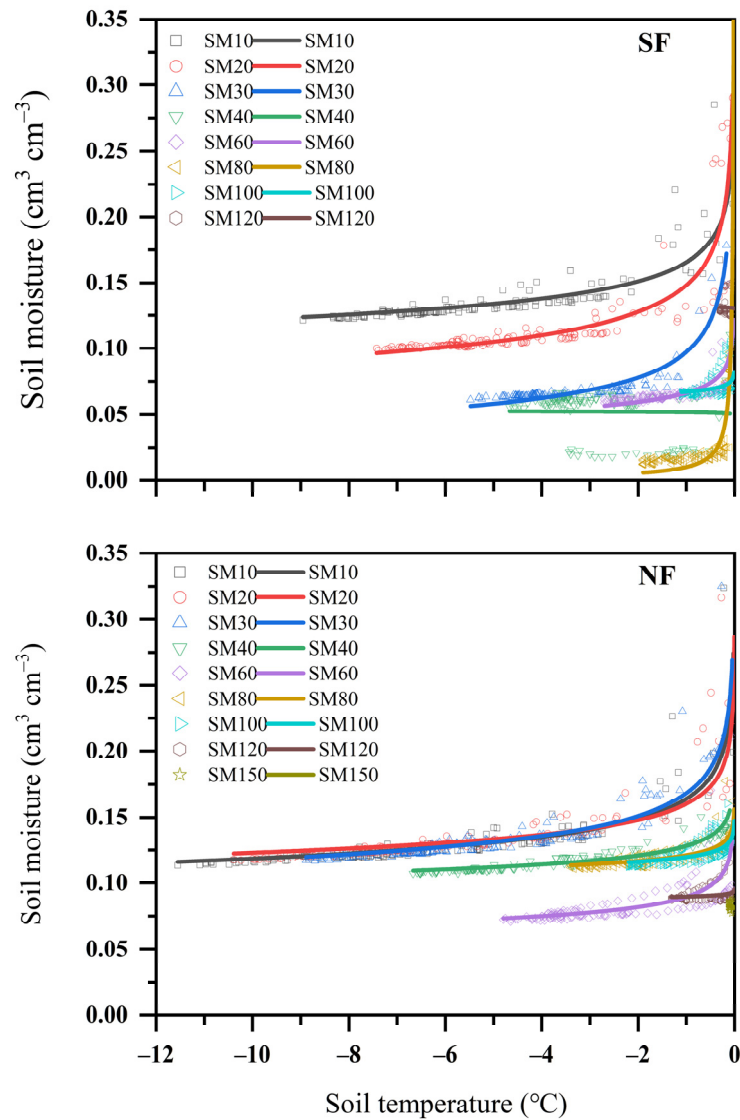 0.35
0.30
0.25
0.20
0.15
0.10
0.05
0.00
Soil moisture (cm³ cm⁻³)
SF
SM10 SM10
SM20 SM20
SM30 SM30
SM40 SM40
SM60 SM60
SM80 SM80
SM100 SM100
SM120 SM120
0.35
0.30
0.25
0.20
0.15
0.10
0.05
0.00
Soil moisture (cm³ cm⁻³)
NF
SM10 SM10
SM20 SM20
SM30 SM30
SM40 SM40
SM60 SM60
SM80 SM80
SM100 SM100
SM120 SM120
SM150 SM150
−12 −10 −8 −6 −4 −2 0
Soil temperature (°C)